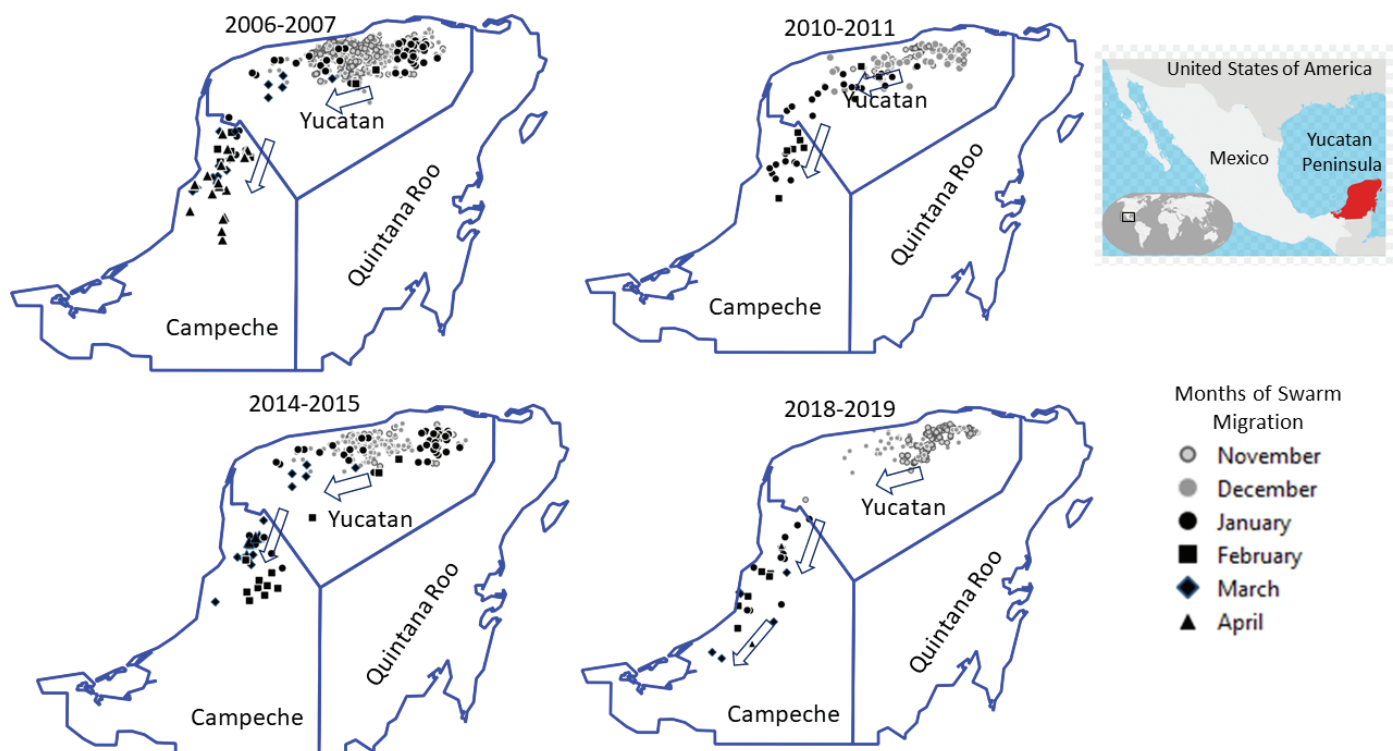 2006-2007
Yucatan
Quintana Roo
Campeche
2010-2011
Yucatan
Quintana Roo
Campeche
United States of America
Mexico
Yucatan
Peninsula
2014-2015
Yucatan
Quintana Roo
Campeche
2018-2019
Yucatan
Quintana Roo
Campeche
Months of Swarm
Migration
November
December
January
February
March
April